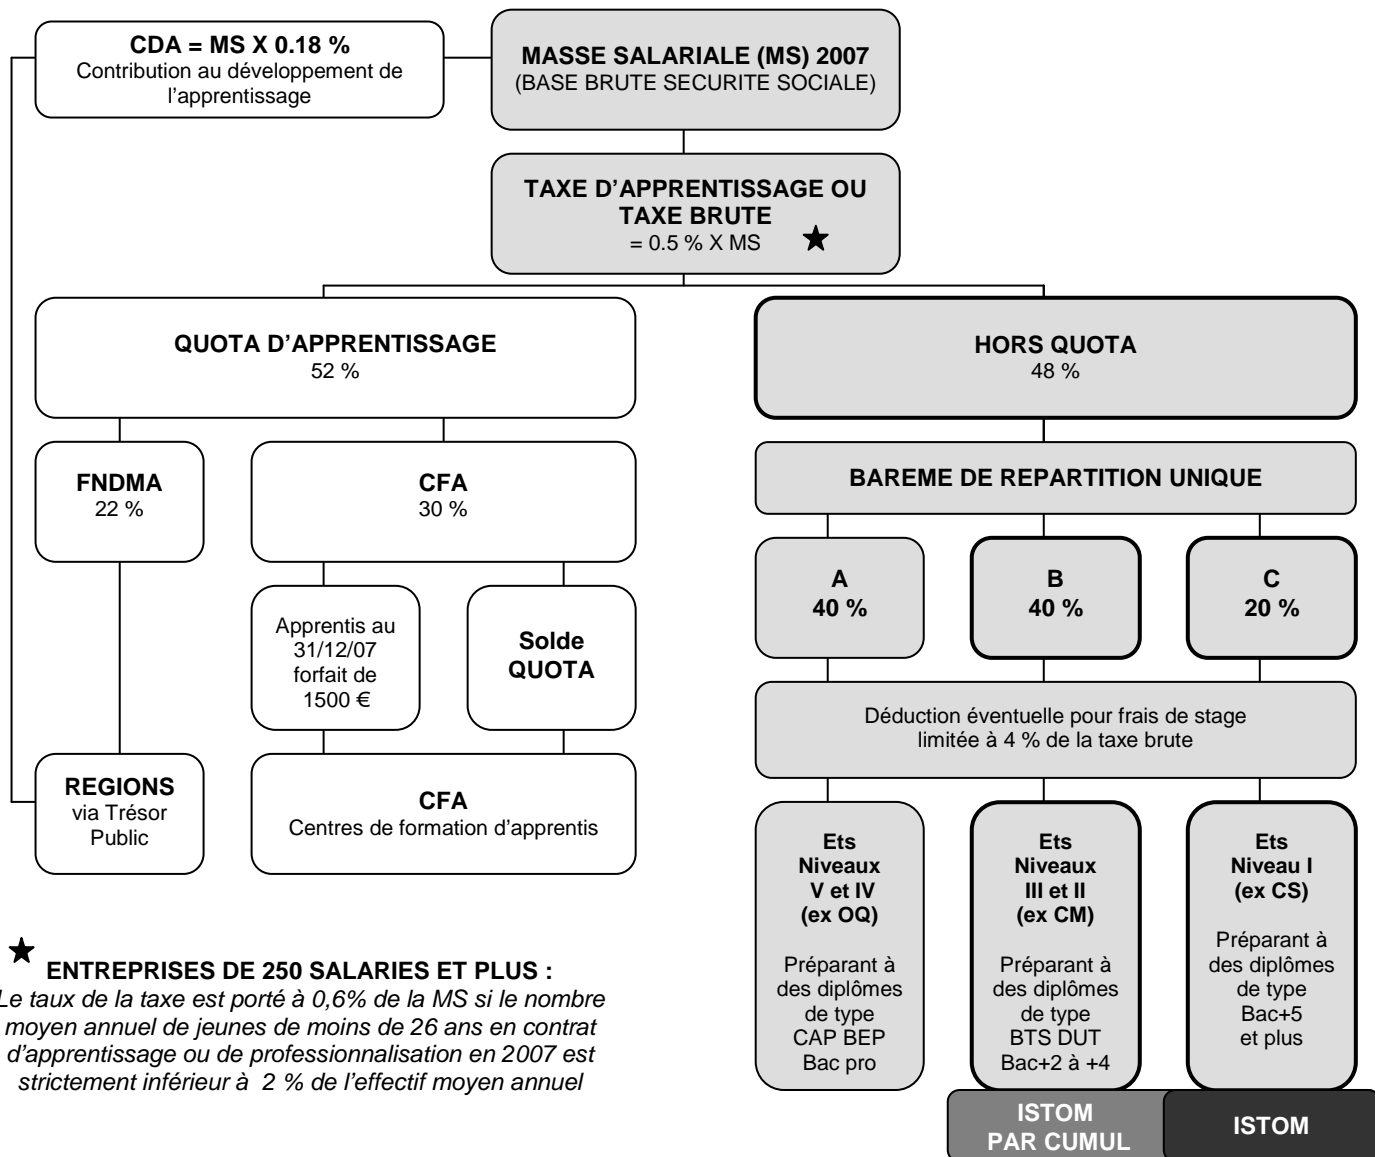 CDA = MS X 0.18 %
Contribution au développement de
l'apprentissage
MASSE SALARIALE (MS) 2007
(BASE BRUTE SECURITE SOCIALE)
TAXE D'APPRENTISSAGE OU
TAXE BRUTE
= 0.5 % X MS ★
QUOTA D'APPRENTISSAGE
52 %
HORS QUOTA
48 %
FNDMA
22 %
CFA
30 %
BAREME DE REPARTITION UNIQUE
A
40 %
B
40 %
C
20 %
Apprentis au
31/12/07
forfait de
1500 €
Solde
QUOTA
Déduction éventuelle pour frais de stage
limitée à 4 % de la taxe brute
REGIONS
via Trésor
Public
CFA
Centres de formation d'apprentis
Ets
Niveaux
V et IV
(ex OQ)
Préparant à
des diplômes
de type
CAP BEP
Bac pro
Ets
Niveaux
III et II
(ex CM)
Préparant à
des diplômes
de type
BTS DUT
Bac+2 à +4
Ets
Niveau I
(ex CS)
Préparant à
des diplômes
de type
Bac+5
et plus
★ ENTREPRISES DE 250 SALARIES ET PLUS :
Le taux de la taxe est porté à 0,6% de la MS si le nombre
moyen annuel de jeunes de moins de 26 ans en contrat
d'apprentissage ou de professionnalisation en 2007 est
strictement inférieur à 2 % de l'effectif moyen annuel
ISTOM
PAR CUMUL
ISTOM